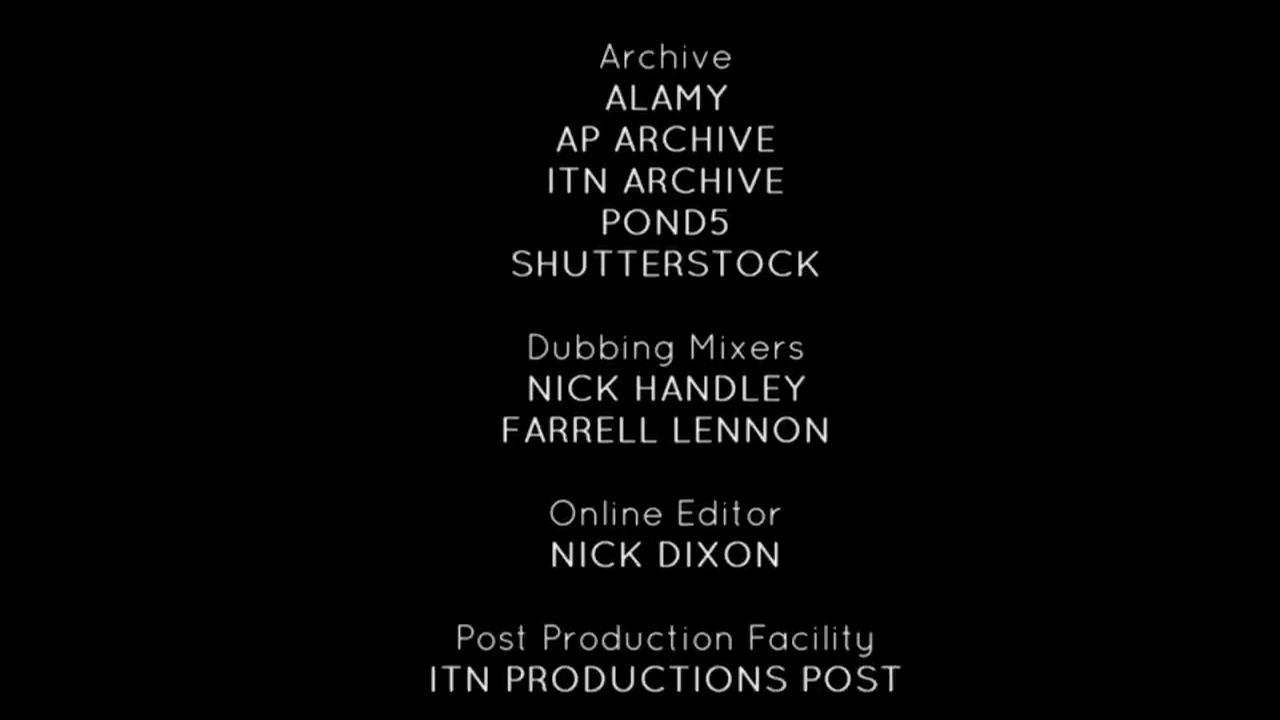 Archive
ALAMY
AP ARCHIVE
ITN ARCHIVE
POND5
SHUTTERSTOCK
Dubbing Mixers
NICK HANDLEY
FARRELL LENNON
Online Editor
NICK DIXON
Post Production Facility
ITN PRODUCTIONS POST